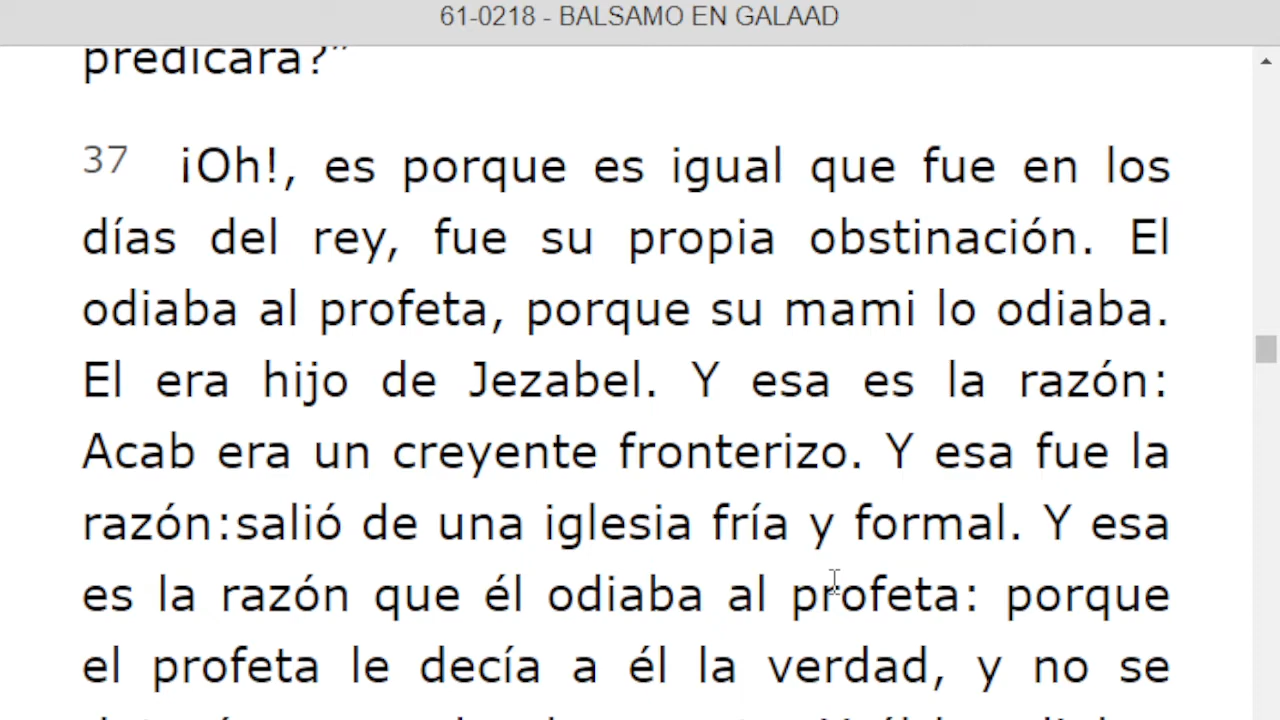 61-0218 - BALSAMO EN GALAAD
predicara?”
37 ¡Oh!, es porque es igual que fue en los
días del rey, fue su propia obstinación. El
odiaba al profeta, porque su mami lo odiaba.
El era hijo de Jezabel. Y esa es la razón:
Acab era un creyente fronterizo. Y esa fue la
razón:salió de una iglesia fría y formal. Y esa
es la razón que él odiaba al profeta: porque
el profeta le decía a él la verdad, y no se